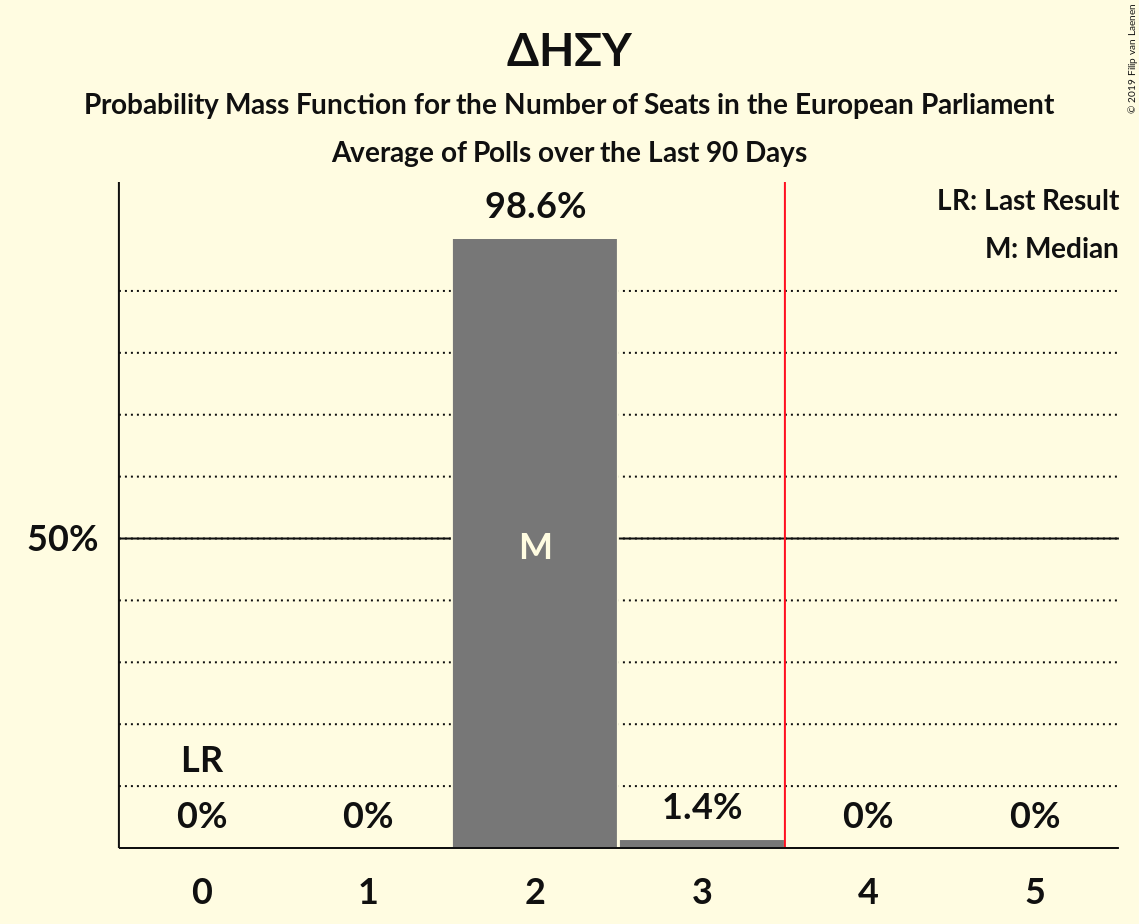 ΔΗΣΥ
Probability Mass Function for the Number of Seats in the European Parliament
Average of Polls over the Last 90 Days
© 2019 Filip van Laenen
LR: Last Result
M: Median
98.6%
50%
M
LR
0%
0%
1.4%
0%
0%
0
1
2
3
4
5